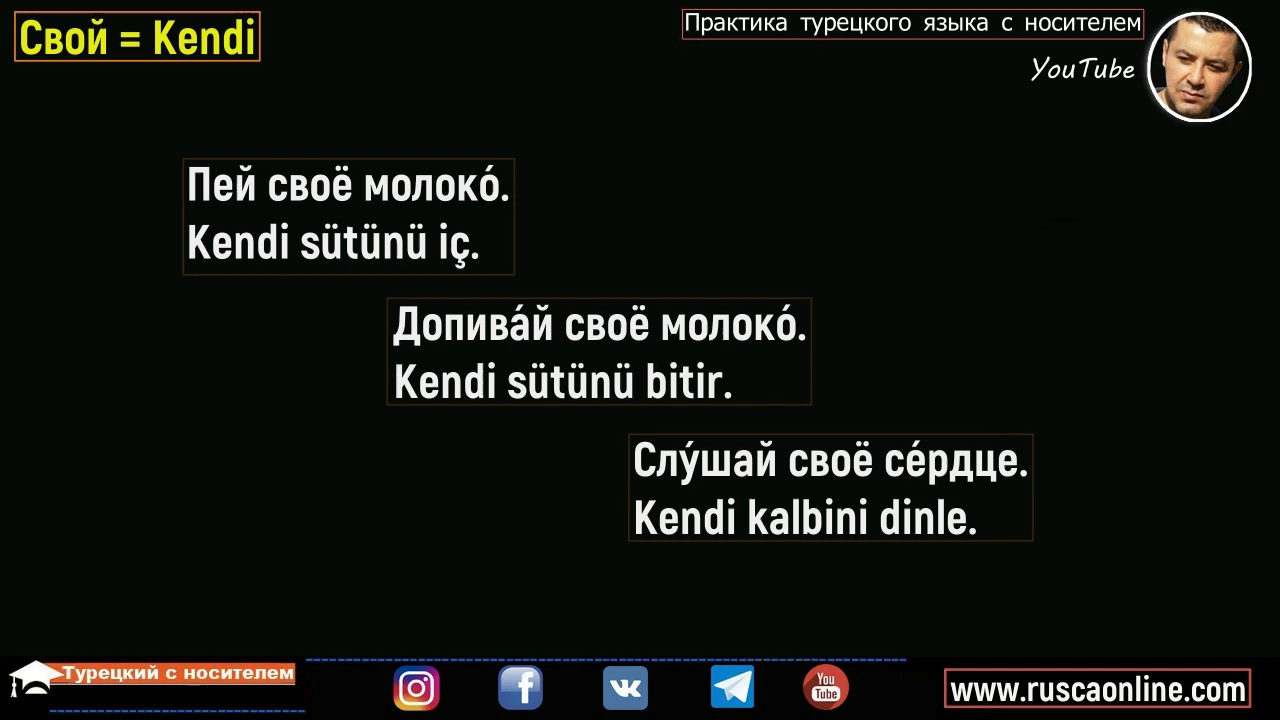 Свой = Kendi
Практика турецкого языка с носителем
YouTube
Пей своё молоко́.
Kendi sütünü iç.
Допива́й своё молоко́.
Kendi sütünü bitir.
Слу́шай своё се́рдце.
Kendi kalbini dinle.
Турецкий с носителем
You
Tube
www.ruscaonline.com